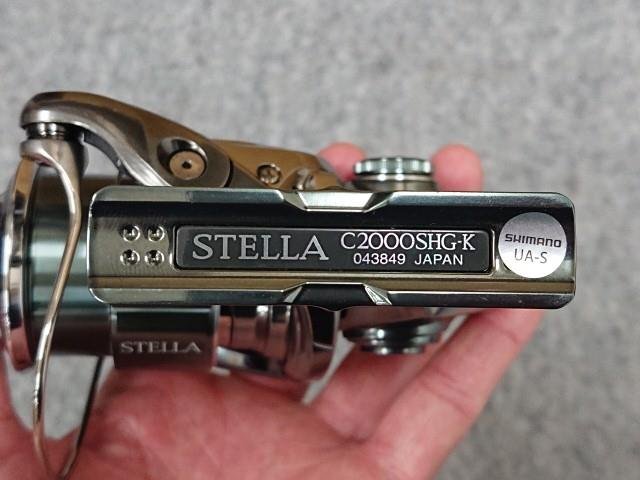 STELLA
C2000SHG-K
043849 JAPAN
SHIMANO
UA-S
STELLA